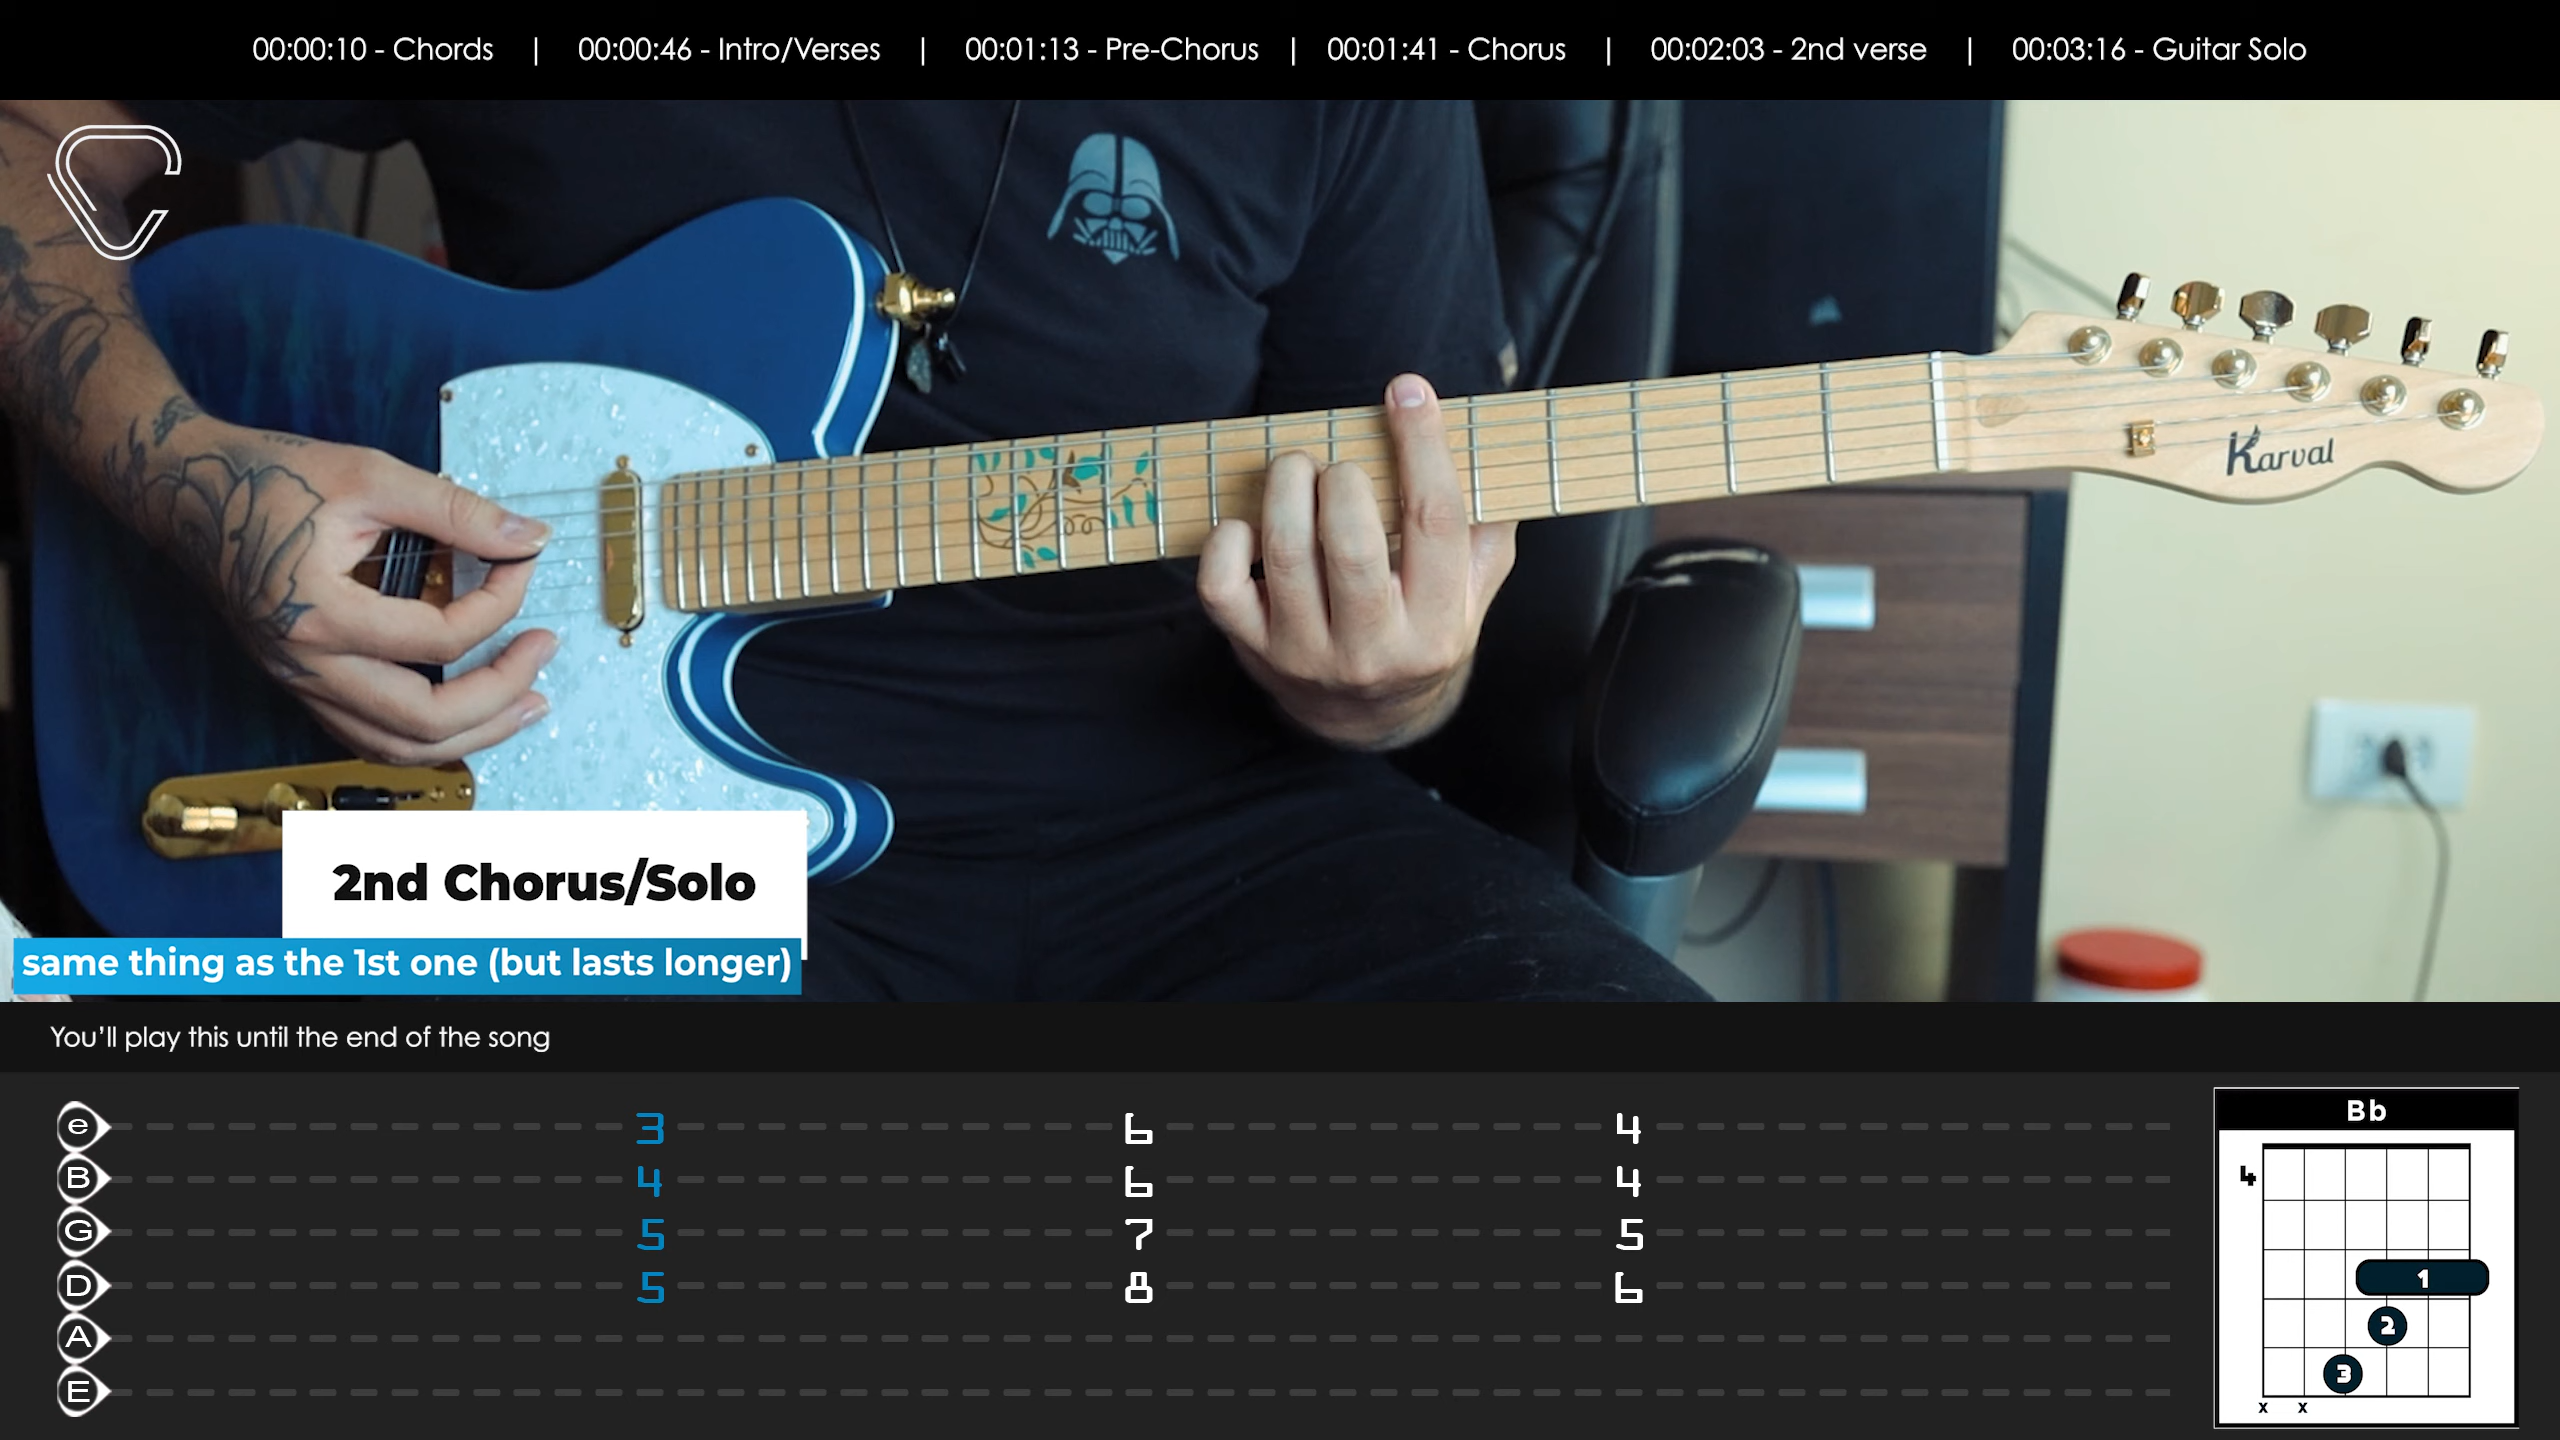 00:00:10 - Chords | 00:00:46 - Intro/Verses | 00:01:13 - Pre-Chorus | 00:01:41 - Chorus | 00:02:03 - 2nd verse | 00:03:16 - Guitar Solo
Karval
2nd Chorus/Solo
same thing as the 1st one (but lasts longer)
You'll play this until the end of the song
e 3 6 4
B 4 6 4
G 5 7 5
D 5 8 6
A
E
Bb
4
1
2
3
x x